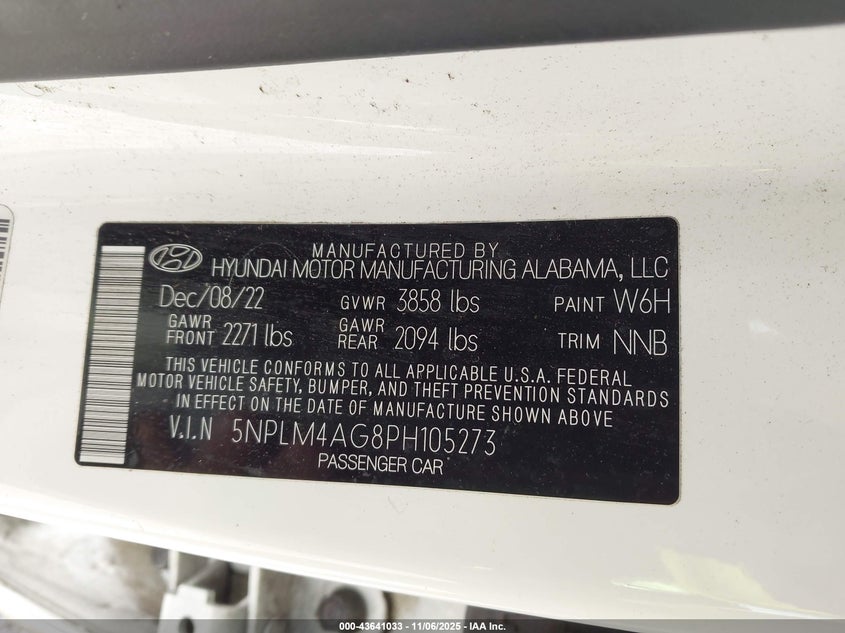 MANUFACTURED BY
HYUNDAI MOTOR MANUFACTURING ALABAMA, LLC
Dec/08/22 GVWR 3858 lbs PAINT W6H
GAWR FRONT 2271 lbs GAWR REAR 2094 lbs TRIM NNB
THIS VEHICLE CONFORMS TO ALL APPLICABLE U.S.A. FEDERAL
MOTOR VEHICLE SAFETY, BUMPER, AND THEFT PREVENTION STANDARDS
IN EFFECT ON THE DATE OF MANUFACTURE SHOWN ABOVE
V.I.N 5NPLM4AG8PH105273
PASSENGER CAR
000-43641033 - 11/06/2025 - IAA Inc.